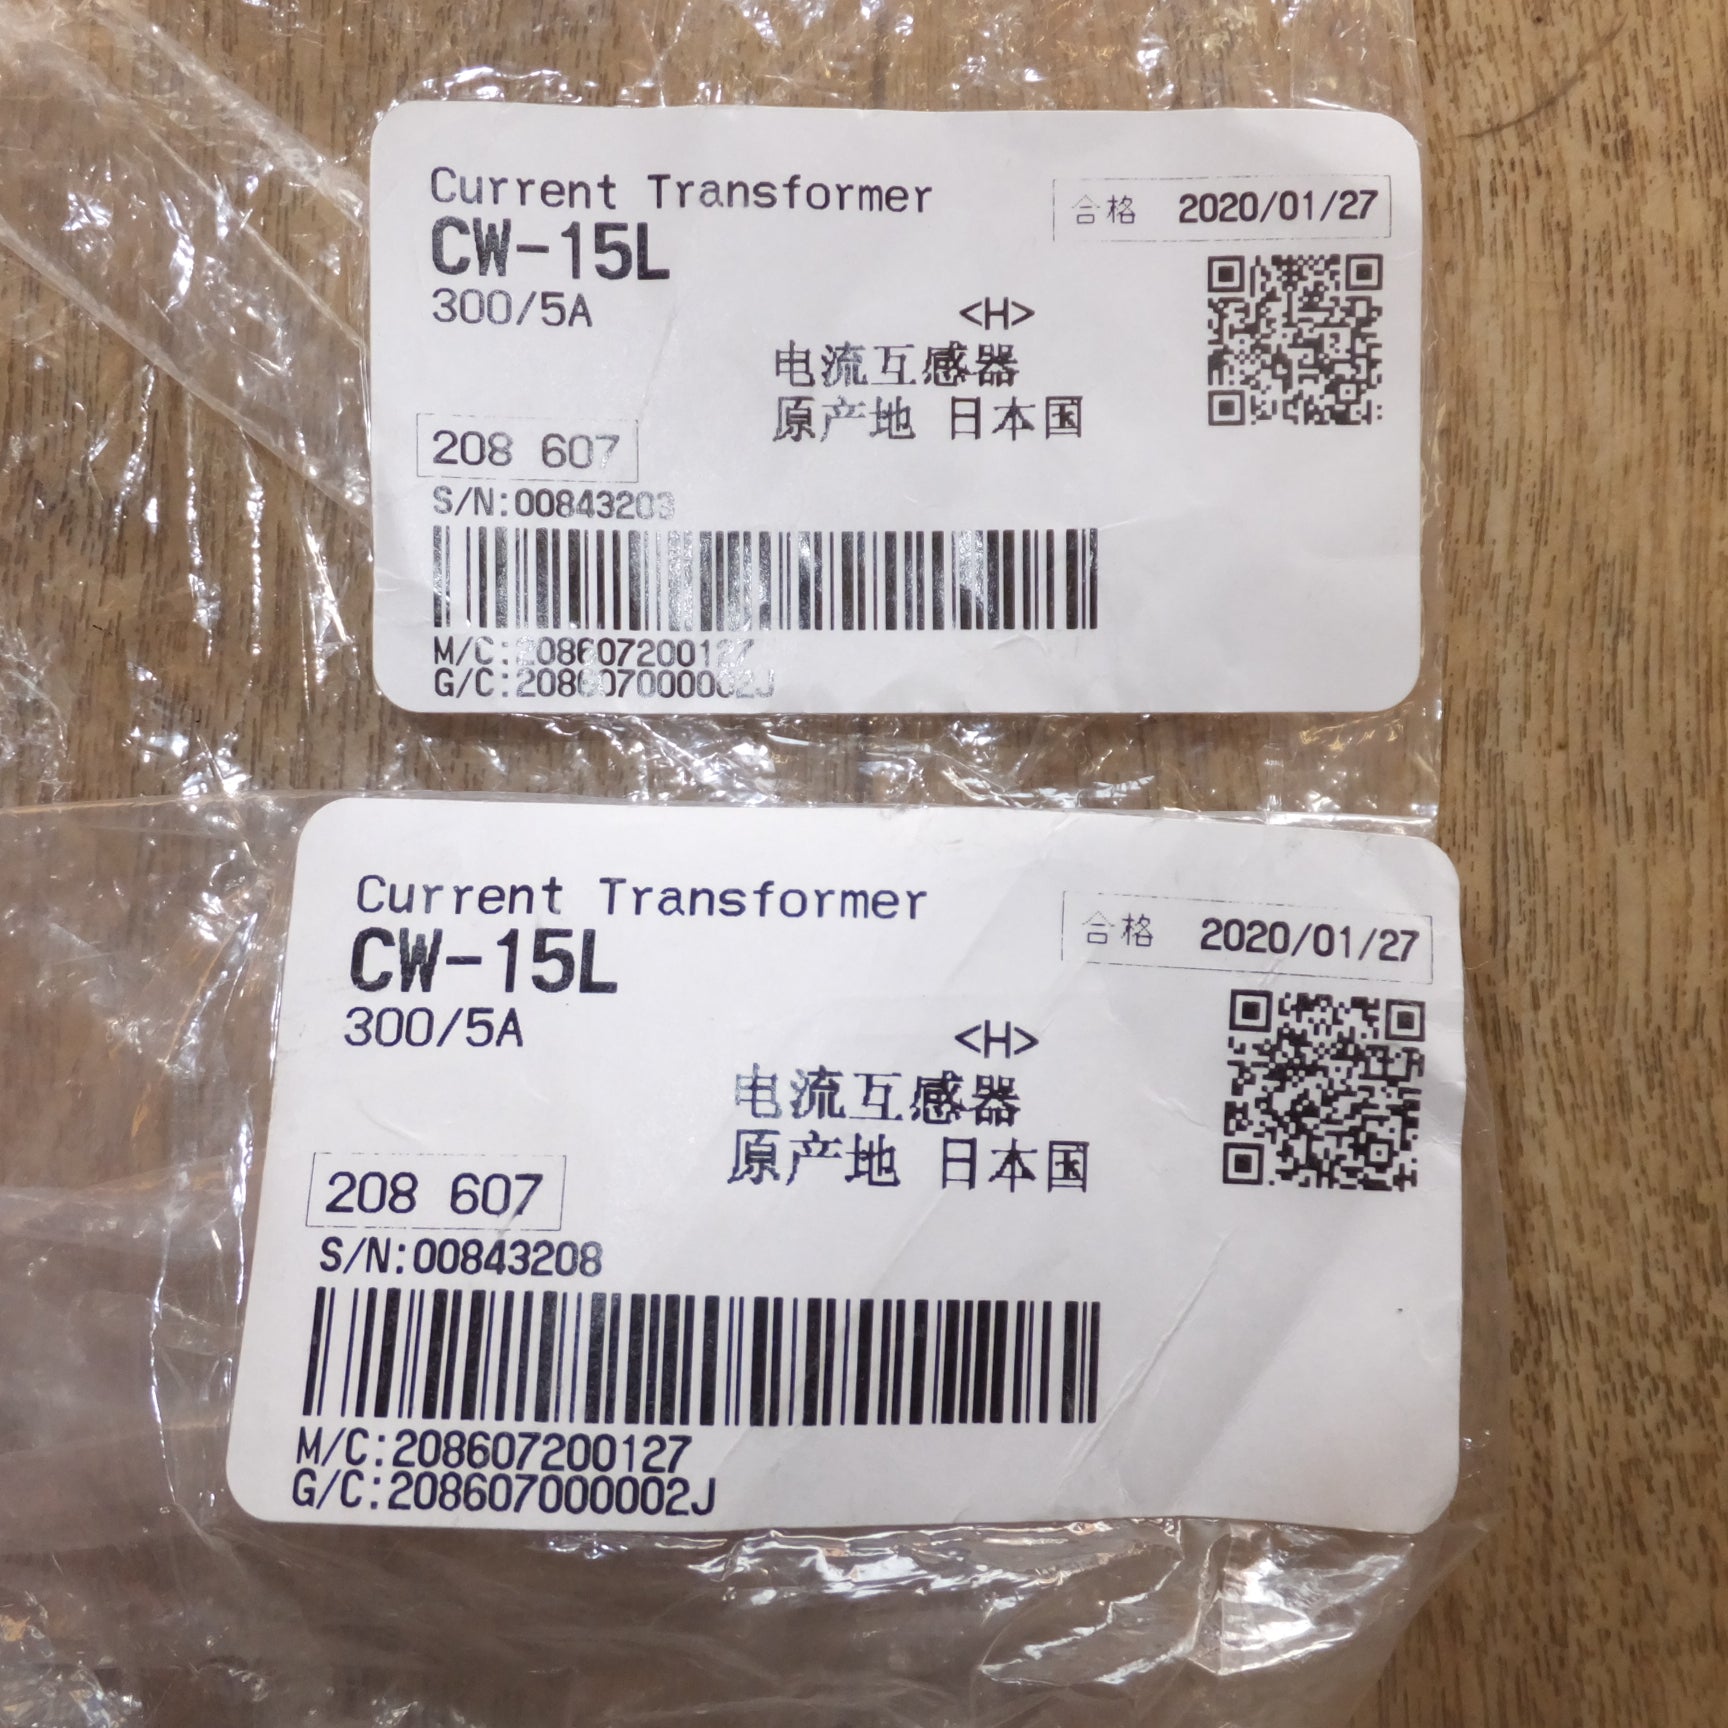 Current Transformer
合格 2020/01/27
CW-15L
300/5A
<H>
电流互感器
原产地 日本国
208 607
S/N:00843203
M/C:208607200127
G/C:208607000002J
Current Transformer
合格 2020/01/27
CW-15L
300/5A
<H>
电流互感器
原产地 日本国
208 607
S/N:00843208
M/C:208607200127
G/C:208607000002J